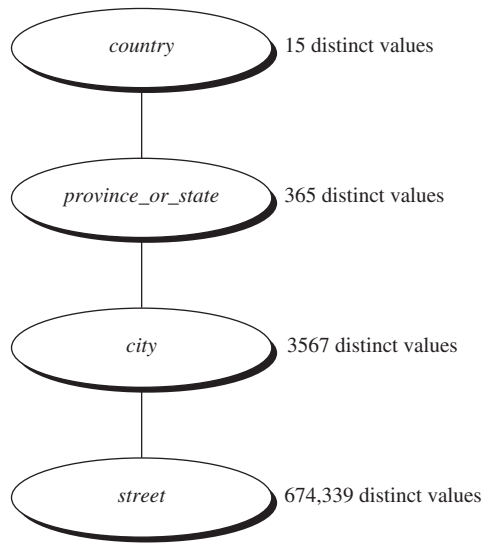 country 15 distinct values
province_or_state 365 distinct values
city 3567 distinct values
street 674,339 distinct values